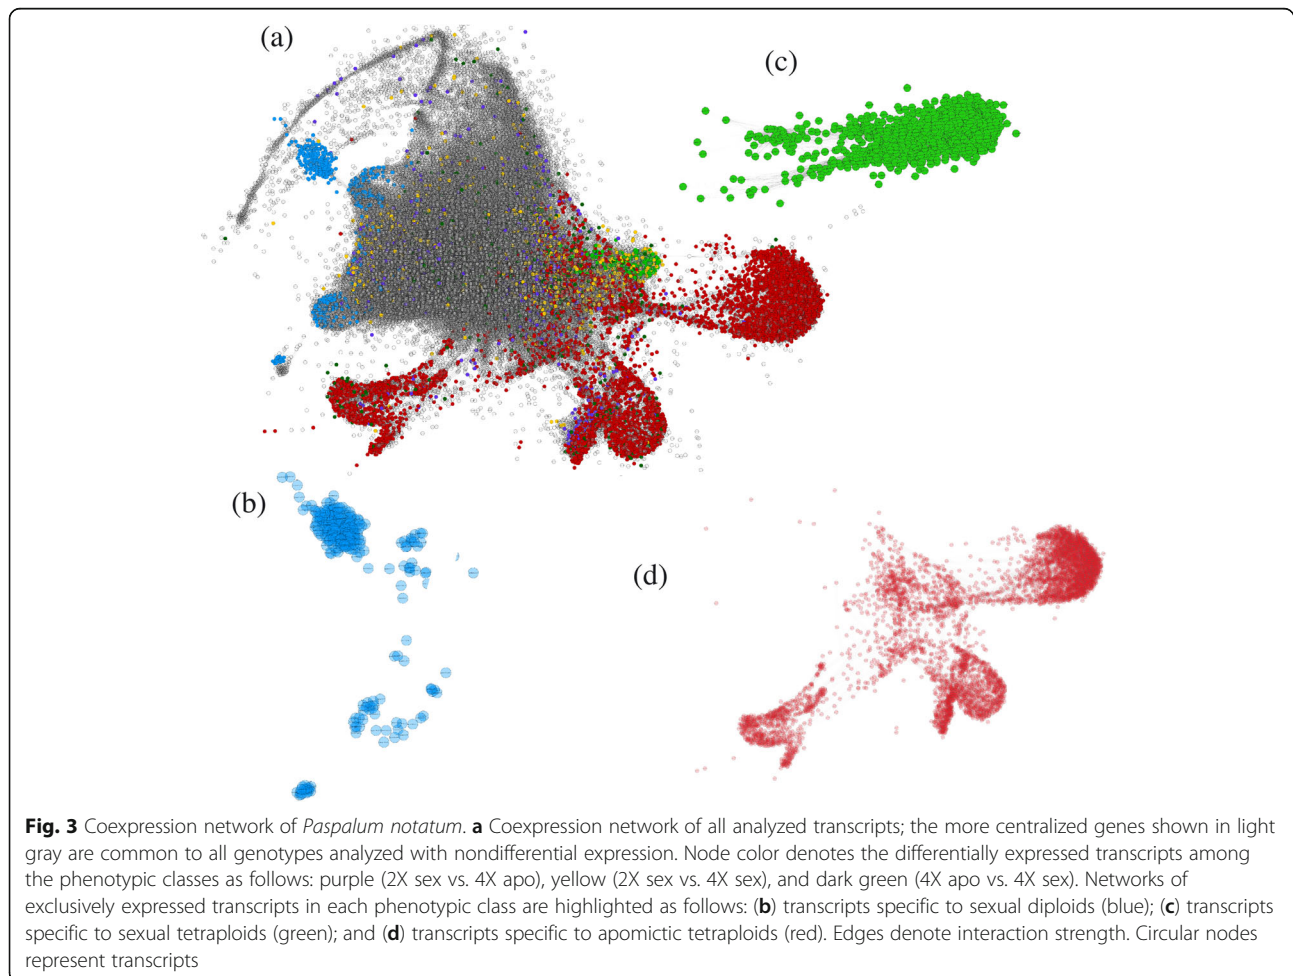 (a)
(c)
(b)
(d)
Fig. 3 Coexpression network of Paspalum notatum. a Coexpression network of all analyzed transcripts; the more centralized genes shown in light
gray are common to all genotypes analyzed with nondifferential expression. Node color denotes the differentially expressed transcripts among
the phenotypic classes as follows: purple (2X sex vs. 4X apo), yellow (2X sex vs. 4X sex), and dark green (4X apo vs. 4X sex). Networks of
exclusively expressed transcripts in each phenotypic class are highlighted as follows: (b) transcripts specific to sexual diploids (blue); (c) transcripts
specific to sexual tetraploids (green); and (d) transcripts specific to apomictic tetraploids (red). Edges denote interaction strength. Circular nodes
represent transcripts